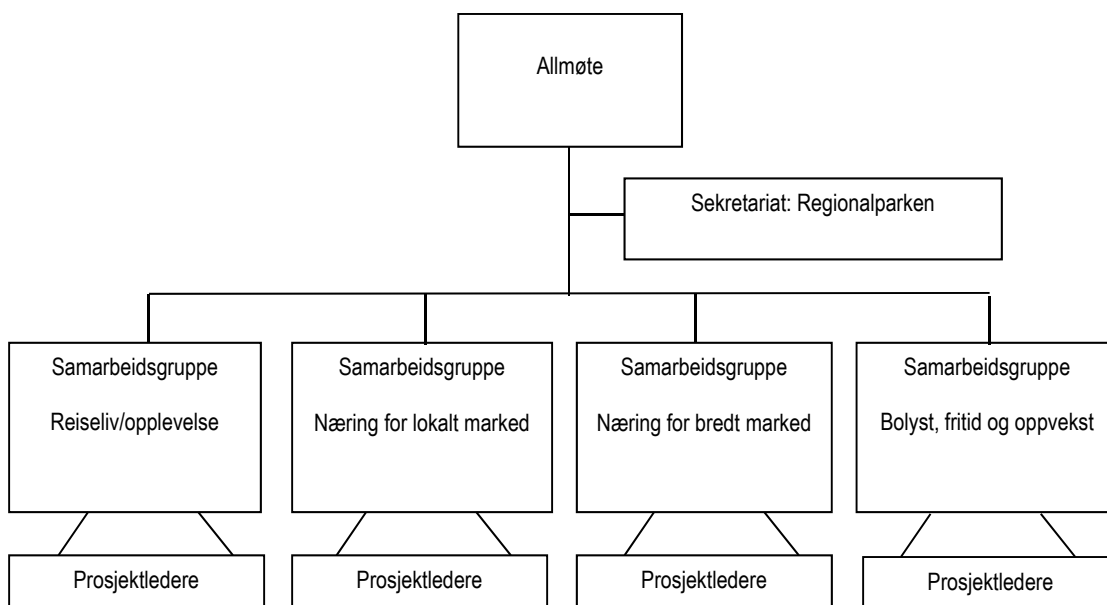 Allmøte
Sekretariat: Regionalparken
Samarbeidsgruppe
Reiseliv/opplevelse
Samarbeidsgruppe
Næring for lokalt marked
Samarbeidsgruppe
Næring for bredt marked
Samarbeidsgruppe
Bolyst, fritid og oppvekst
Prosjektledere
Prosjektledere
Prosjektledere
Prosjektledere